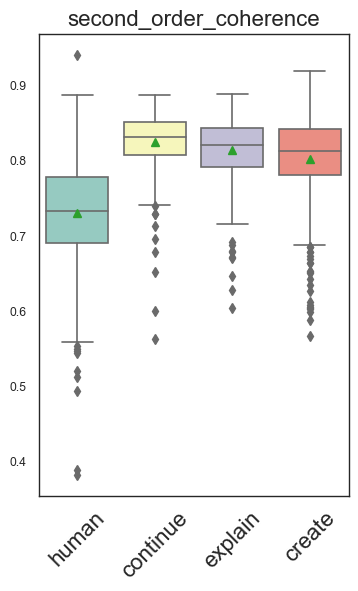 second_order_coherence
0.9
0.8
0.7
0.6
0.5
0.4
human
continue
explain
create